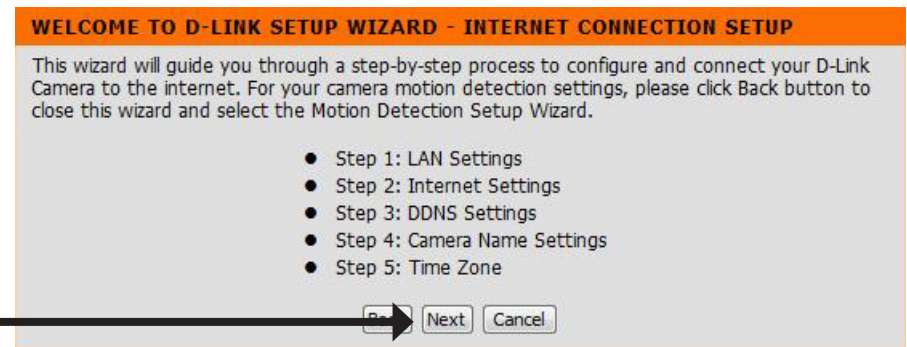 WELCOME TO D-LINK SETUP WIZARD - INTERNET CONNECTION SETUP
This wizard will guide you through a step-by-step process to configure and connect your D-Link
Camera to the internet. For your camera motion detection settings, please click Back button to
close this wizard and select the Motion Detection Setup Wizard.
● Step 1: LAN Settings
● Step 2: Internet Settings
● Step 3: DDNS Settings
● Step 4: Camera Name Settings
● Step 5: Time Zone
Next Cancel